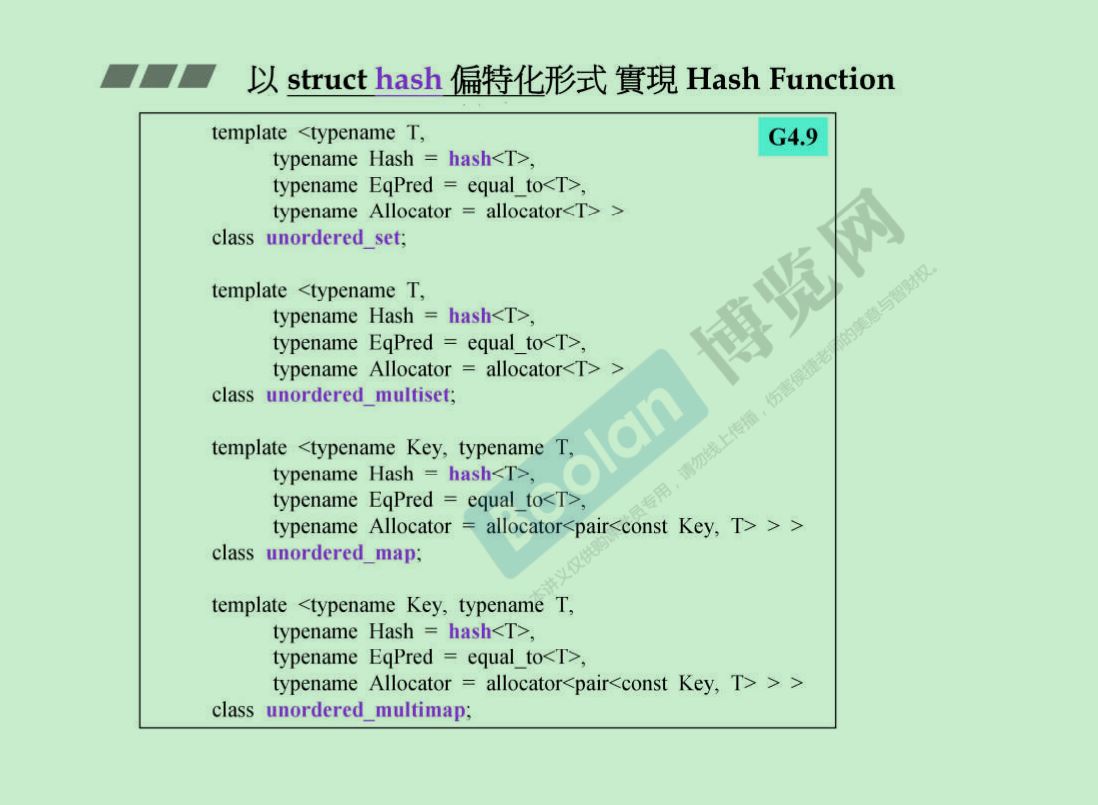 以 struct hash 偏特化形式 實現 Hash Function
G4.9
template <typename T,
typename Hash = hash<T>,
typename EqPred = equal_to<T>,
typename Allocator = allocator<T> >
class unordered_set;
template <typename T,
typename Hash = hash<T>,
typename EqPred = equal_to<T>,
typename Allocator = allocator<T> >
class unordered_multiset;
template <typename Key, typename T,
typename Hash = hash<T>,
typename EqPred = equal_to<T>,
typename Allocator = allocator<pair<const Key, T> > >
class unordered_map;
template <typename Key, typename T,
typename Hash = hash<T>,
typename EqPred = equal_to<T>,
typename Allocator = allocator<pair<const Key, T> > >
class unordered_multimap;
Boolan 博览网
本讲义仅供购课学员专用，请勿线上传播，伤害侯捷老师的美意与智财权。